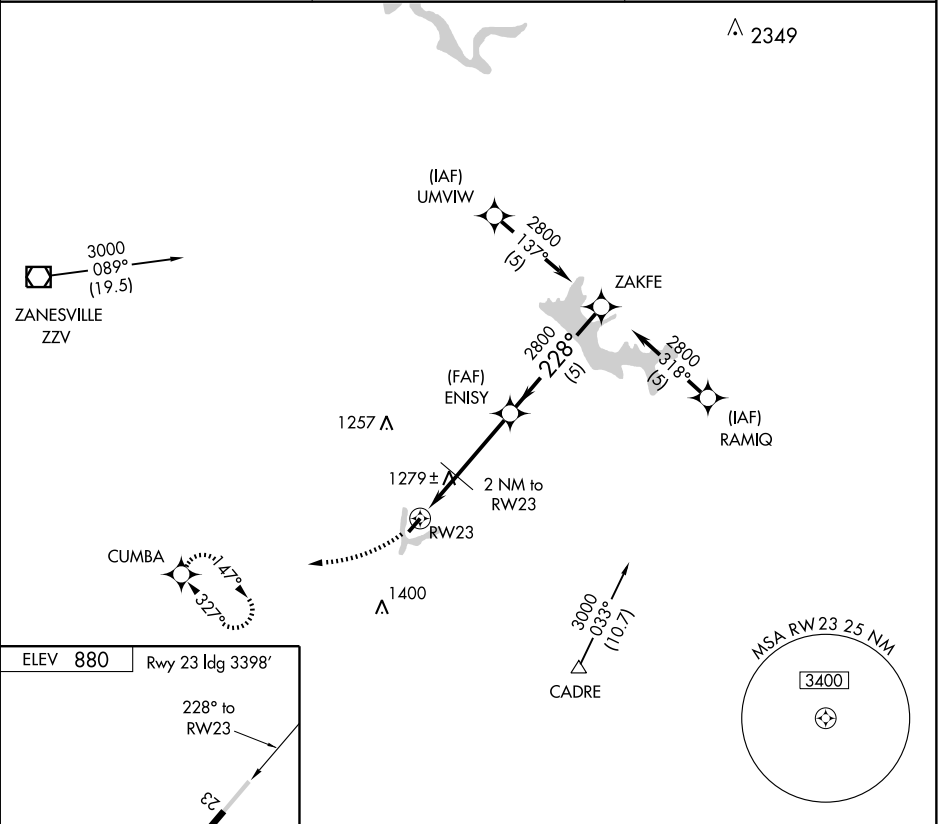 2349
(IAF)
UMVIW
2800
137°
(5)
3000
089°
(19.5)
ZANESVILLE
ZZV
ZAKFE
2800
228°
(5)
2800
318°
(5)
(FAF)
ENISY
(IAF)
RAMIQ
1257
1279±
2 NM to
RW23
RW23
CUMBA
147°
327°
1400
3000
033°
(10.7)
CADRE
MSA RW 23 25 NM
3400
ELEV 880 Rwy 23 ldg 3398'
228° to
RW23
23